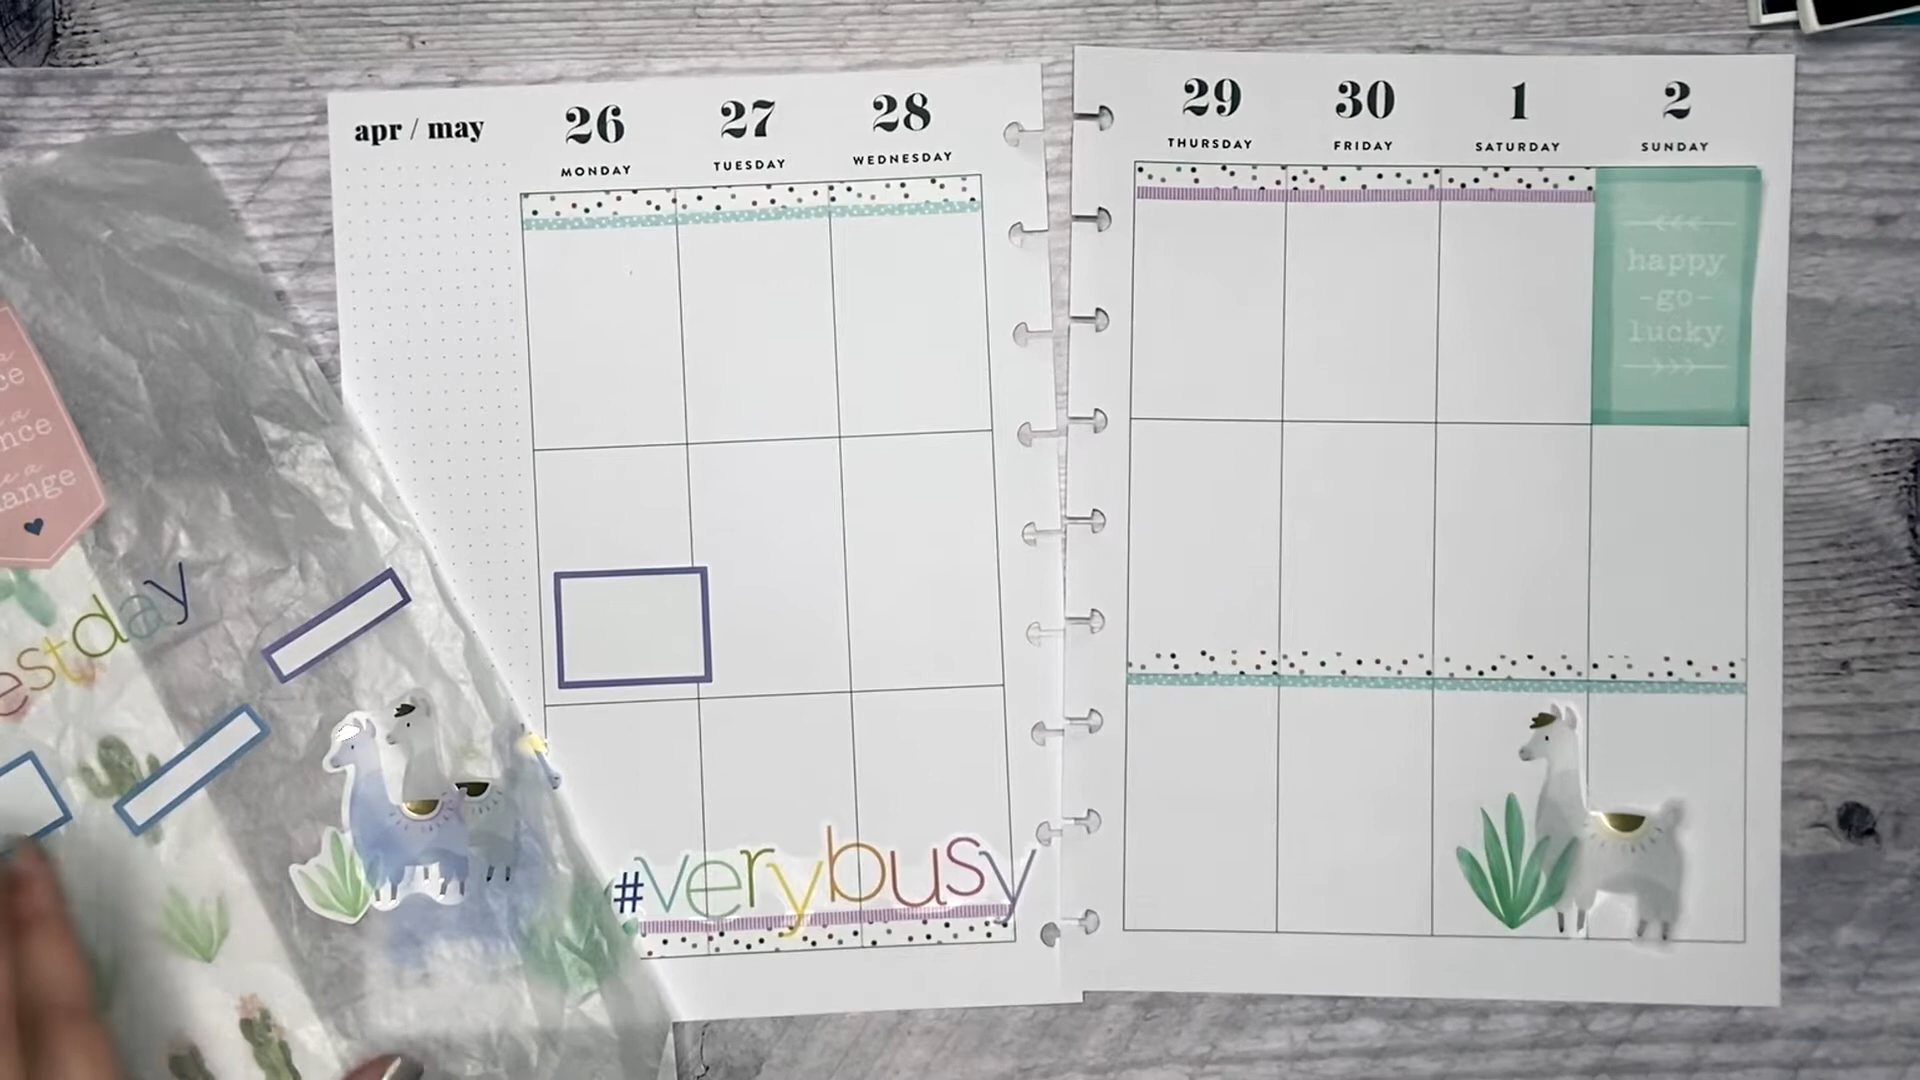 apr / may
26 27 28
MONDAY TUESDAY WEDNESDAY
29 30 1 2
THURSDAY FRIDAY SATURDAY SUNDAY
happy
-go-
lucky
#verybusy